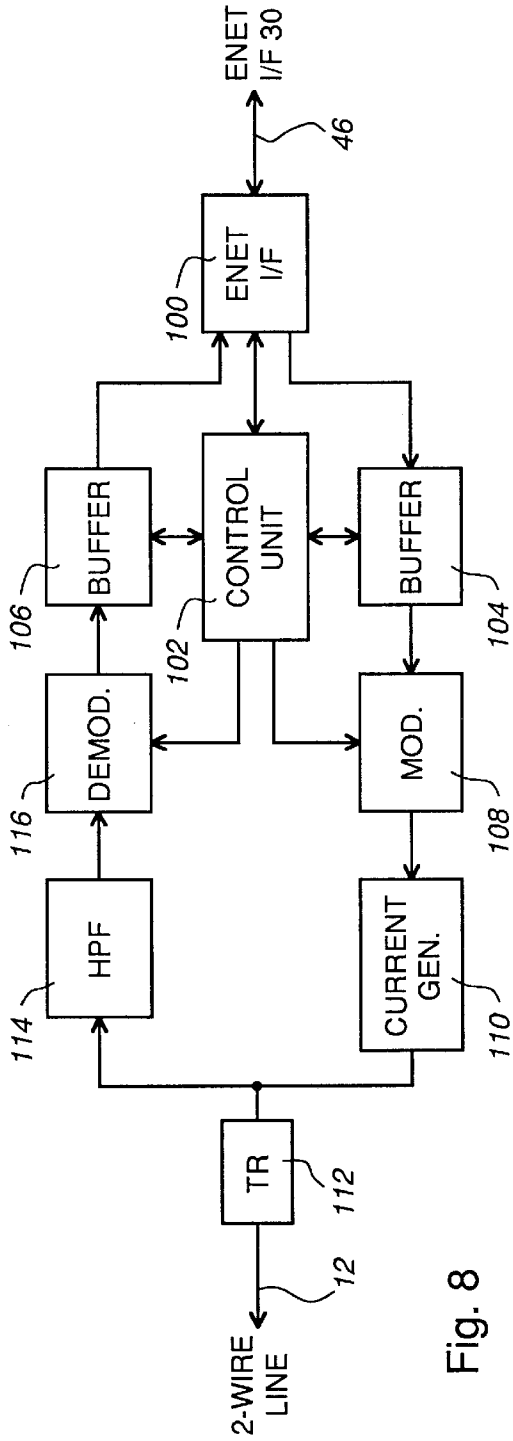 ENET
I/F 30
46
100
ENET
I/F
106
BUFFER
102
CONTROL
UNIT
BUFFER
104
116
DEMOD.
MOD.
108
114
HPF
CURRENT
GEN.
110
TR
112
12
2-WIRE
LINE
Fig. 8